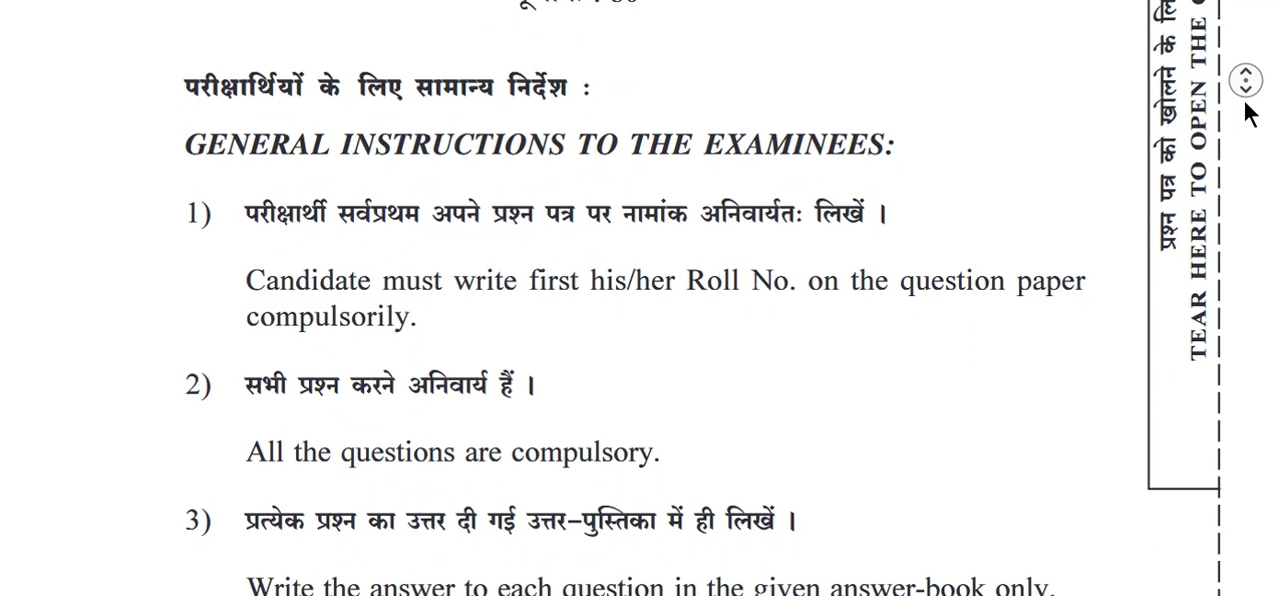 परीक्षार्थियों के लिए सामान्य निर्देश :
GENERAL INSTRUCTIONS TO THE EXAMINEES:
1) परीक्षार्थी सर्वप्रथम अपने प्रश्न पत्र पर नामांक अनिवार्यतः लिखें ।
Candidate must write first his/her Roll No. on the question paper
compulsorily.
2) सभी प्रश्न करने अनिवार्य हैं ।
All the questions are compulsory.
3) प्रत्येक प्रश्न का उत्तर दी गई उत्तर-पुस्तिका में ही लिखें ।
Write the answer to each question in the given answer-book only.
प्रश्न पत्र को खोलने के
TEAR HERE TO OPEN THE